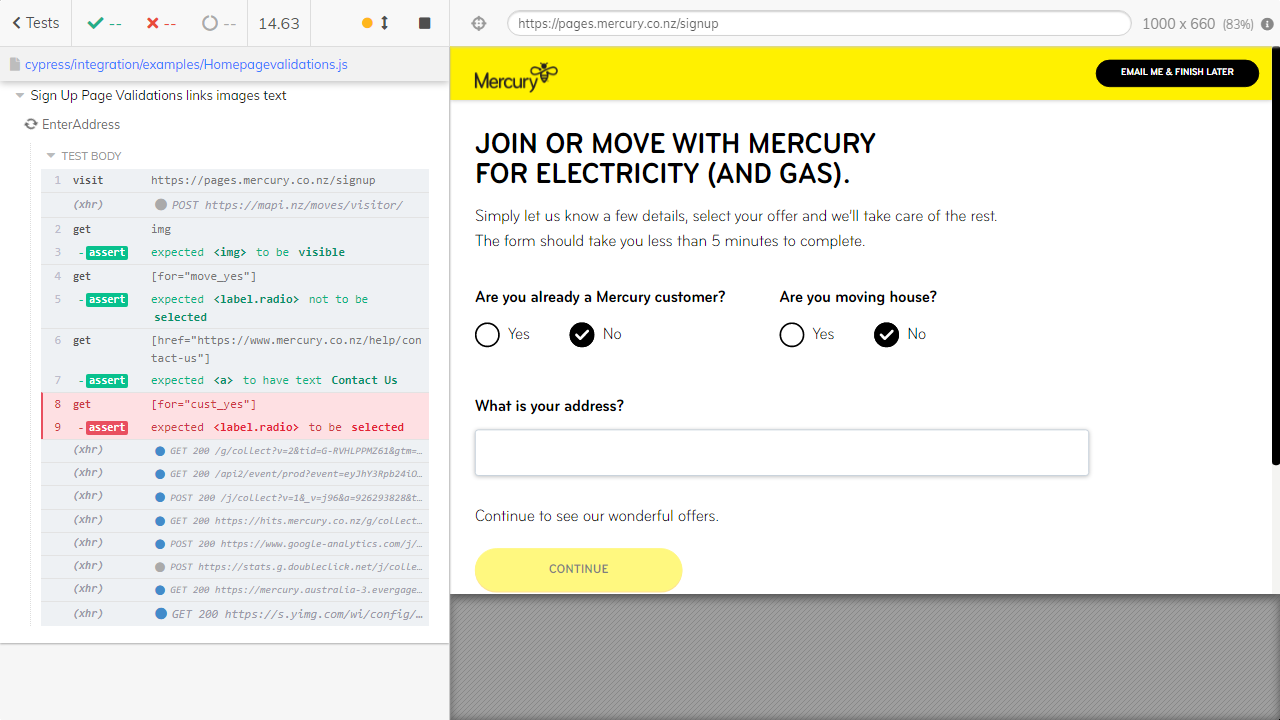 Tests
--
--
--
14.63
https://pages.mercury.co.nz/signup
1000 x 660 (83%)
cypress/integration/examples/Homepagevalidations.js
Sign Up Page Validations links images text
EnterAddress
TEST BODY
1 visit https://pages.mercury.co.nz/signup
(xhr) POST https://mapi.nz/moves/visitor/
2 get img
3 -assert expected <img> to be visible
4 get [for="move_yes"]
5 -assert expected <label.radio> not to be
selected
6 get [href="https://www.mercury.co.nz/help/con
tact-us"]
7 -assert expected <a> to have text Contact Us
8 get [for="cust_yes"]
9 -assert expected <label.radio> to be selected
(xhr) GET 200 /g/collect?v=2&tid=G-RVHLPPMZ61&gtm=…
(xhr) GET 200 /api2/event/prod?event=eyJhY3Rpb24iO…
(xhr) POST 200 /j/collect?v=1&_v=j96&a=926293828&t…
(xhr) GET 200 https://hits.mercury.co.nz/g/collect…
(xhr) POST 200 https://www.google-analytics.com/j/…
(xhr) POST https://stats.g.doubleclick.net/j/colle…
(xhr) GET 200 https://mercury.australia-3.evergage…
(xhr) GET 200 https://s.yimg.com/wi/config/…
Mercury
EMAIL ME & FINISH LATER
JOIN OR MOVE WITH MERCURY
FOR ELECTRICITY (AND GAS).
Simply let us know a few details, select your offer and we'll take care of the rest.
The form should take you less than 5 minutes to complete.
Are you already a Mercury customer?
Yes
No
Are you moving house?
Yes
No
What is your address?
Continue to see our wonderful offers.
CONTINUE